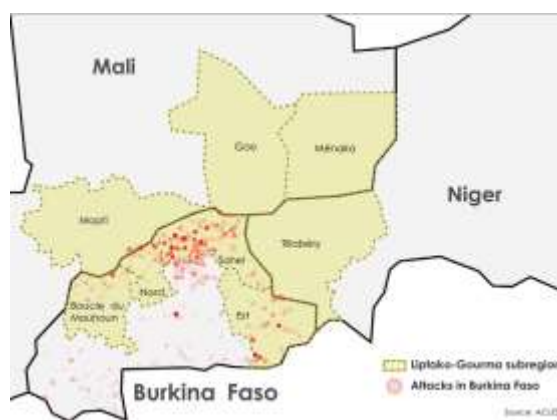 Mali
Gao
Ménaka
Niger
Mopti
Tillabéry
Sahel
Nord
Boucle du
Mouhoun
Est
Liptako-Gourma subregion
Attacks in Burkina Faso
Burkina Faso
Source: ACLED